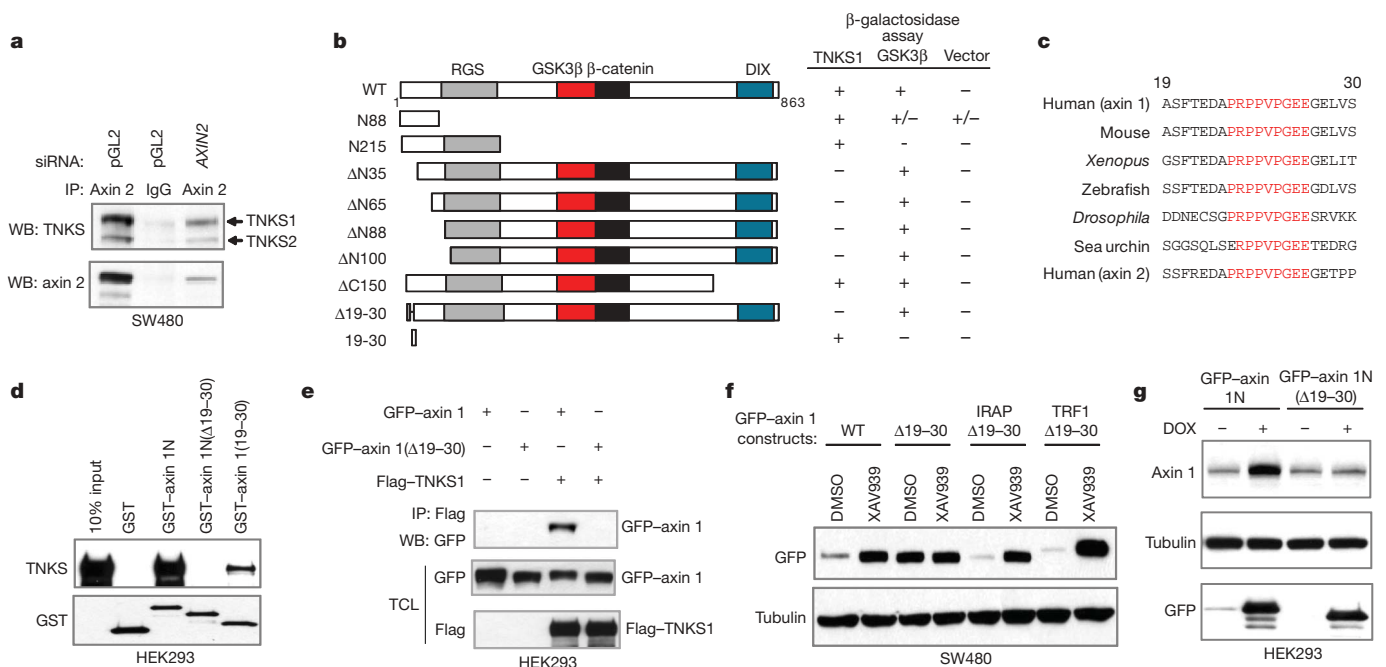 a
siRNA: pGL2 pGL2 AXIN2
IP: Axin 2 IgG Axin 2
WB: TNKS
TNKS1
TNKS2
WB: axin 2
SW480
b
β-galactosidase
assay
RGS GSK3β β-catenin DIX TNKS1 GSK3β Vector
WT + + −
1 863
N88 + +/− +/−
N215 + - −
ΔN35 − + −
ΔN65 − + −
ΔN88 − + −
ΔN100 − + −
ΔC150 + + −
Δ19-30 − + −
19-30 + − −
c
19 30
Human (axin 1) ASFTEDAPRPPVPGEEGELVS
Mouse ASFTEDAPRPPVPGEEGELVS
Xenopus GSFTEDAPRPPVPGEEGELIT
Zebrafish SSFTEDAPRPPVPGEEGDLVS
Drosophila DDNECSGPRPPVPGEESRVKK
Sea urchin SGGSQLSERPPVPGEETEDRG
Human (axin 2) SSFREDAPRPPVPGEEGETPP
d
10% input
GST
GST–axin 1N
GST–axin 1N(Δ19–30)
GST–axin 1(19–30)
TNKS
GST
HEK293
e
GFP–axin 1 + − + −
GFP–axin 1(Δ19–30) − + − +
Flag–TNKS1 − − + +
IP: Flag
WB: GFP
GFP–axin 1
TCL
GFP
GFP–axin 1
Flag
Flag–TNKS1
HEK293
f
GFP–axin 1
constructs:
WT
Δ19–30
IRAP
Δ19–30
TRF1
Δ19–30
DMSO XAV939 DMSO XAV939 DMSO XAV939 DMSO XAV939
GFP
Tubulin
SW480
g
GFP–axin
1N
GFP–axin 1N
(Δ19–30)
DOX − + − +
Axin 1
Tubulin
GFP
HEK293